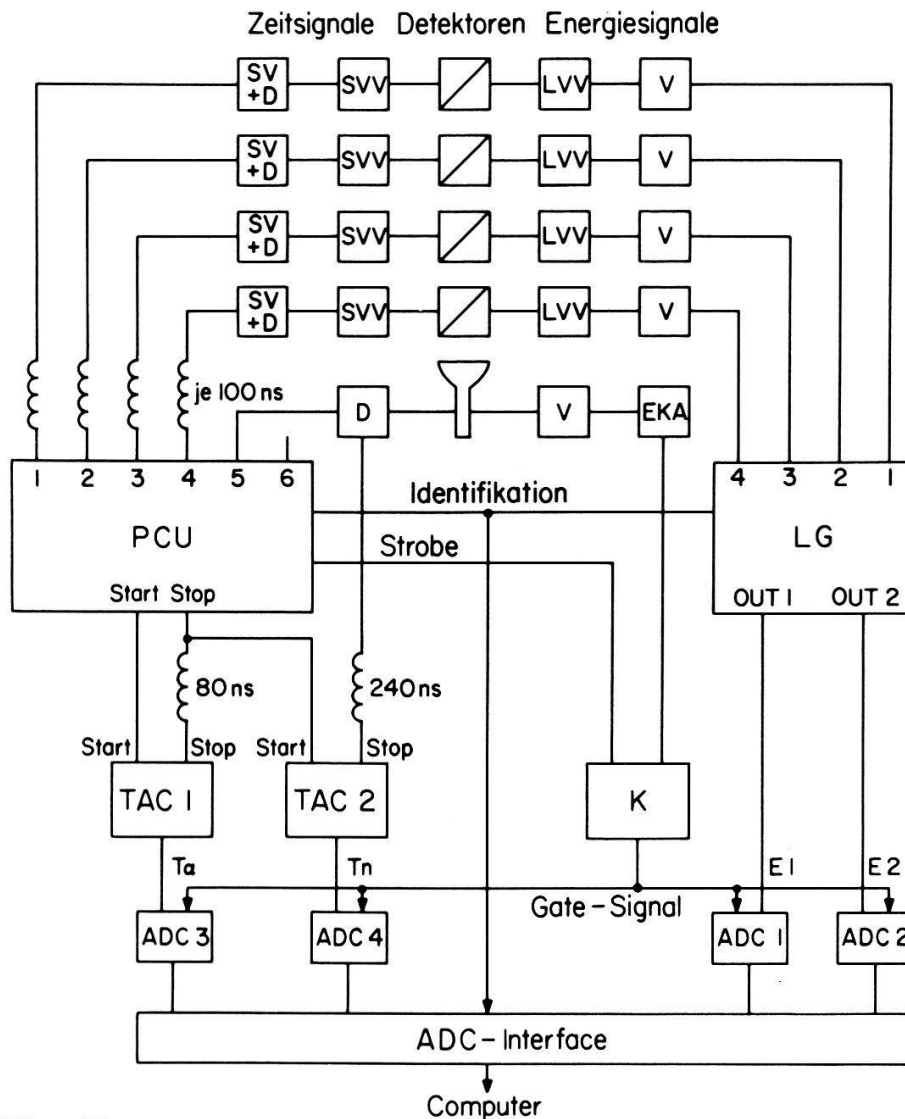 Zeitsignale Detektoren Energiesignale
SV +D SVV LVV V
SV +D SVV LVV V
SV +D SVV LVV V
SV +D SVV LVV V
je 100 ns
D V EKA
1 2 3 4 5 6
4 3 2 1
Identifikation
PCU
LG
Strobe
Start Stop
OUT 1 OUT 2
80 ns
240 ns
Start Stop Start Stop
TAC 1 TAC 2 K
Ta Tn E1 E2
Gate-Signal
ADC 3 ADC 4 ADC 1 ADC 2
ADC-Interface
Computer